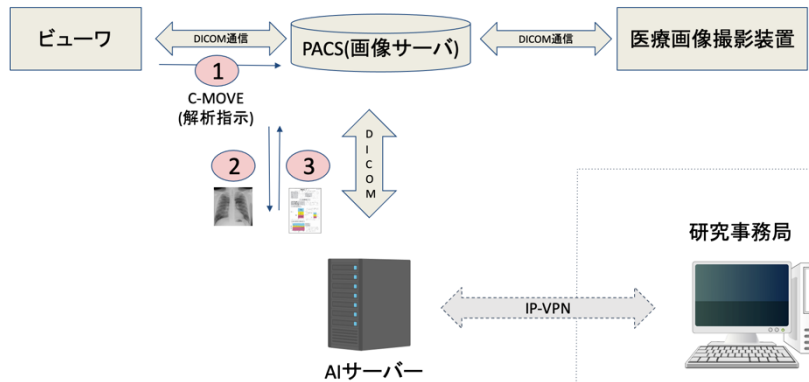 ビューワ
DICOM通信
PACS(画像サーバ)
DICOM通信
医療画像撮影装置
1
C-MOVE
(解析指示)
2
3
DICOM
研究事務局
IP-VPN
AIサーバー